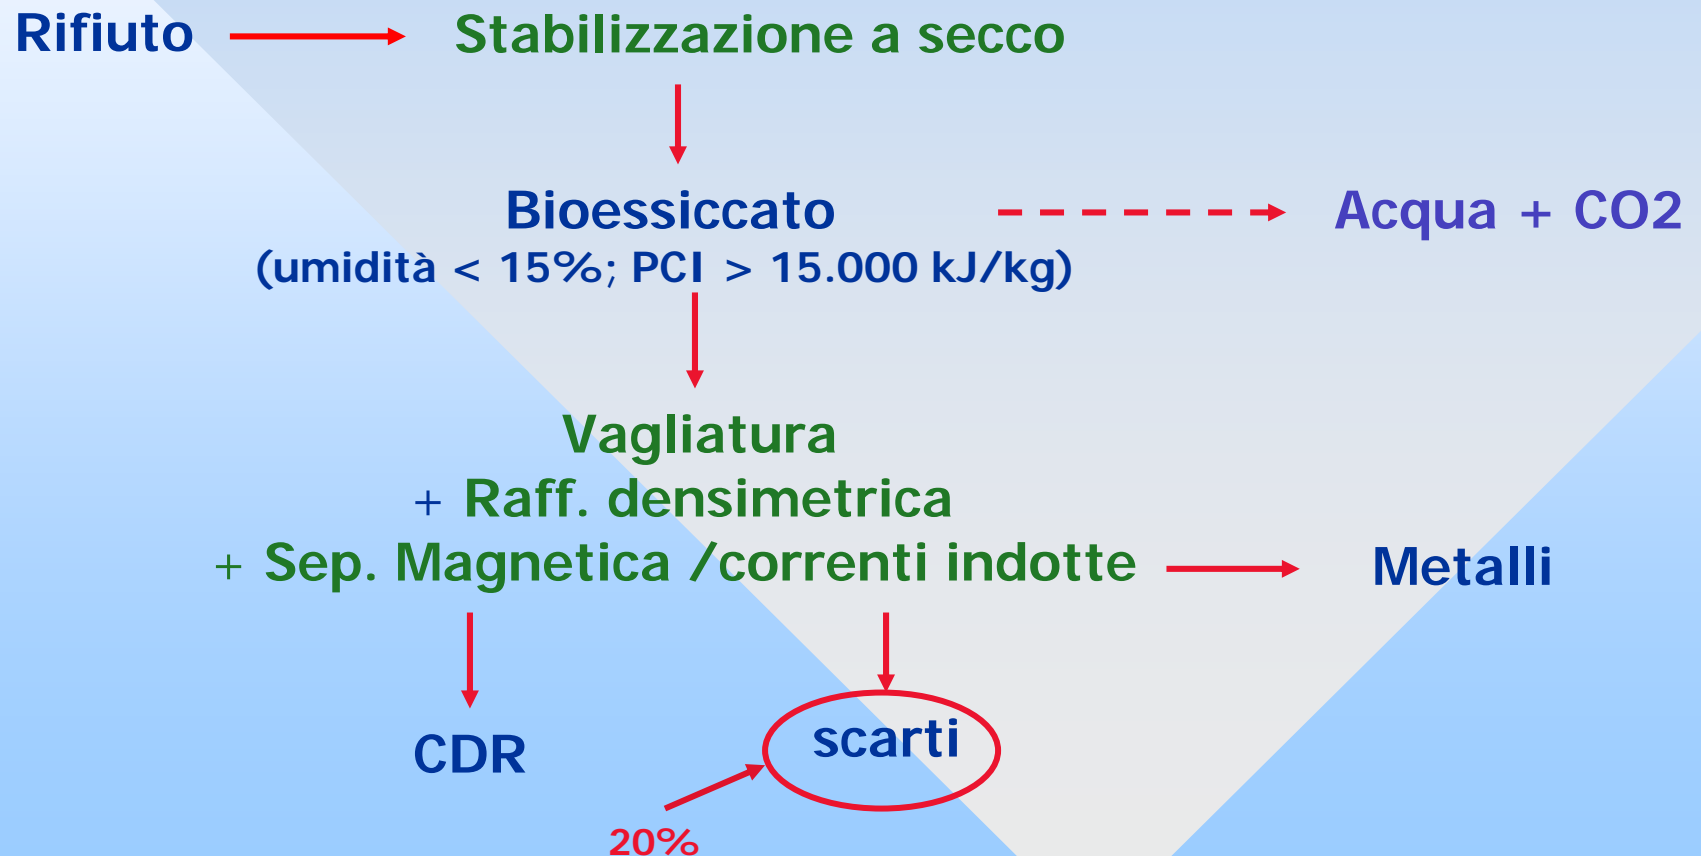 Rifiuto Stabilizzazione a secco
Bioessiccato Acqua + CO2
(umidità < 15%; PCI > 15.000 kJ/kg)
Vagliatura
+ Raff. densimetrica
+ Sep. Magnetica /correnti indotte Metalli
CDR scarti
20%